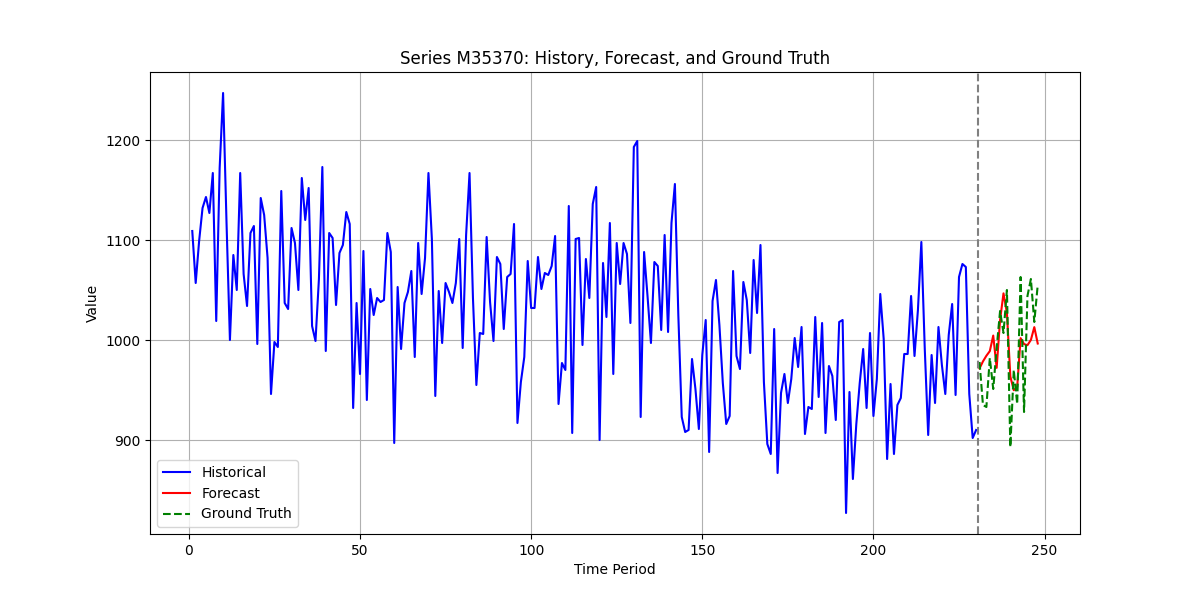 Series M35370: History, Forecast, and Ground Truth
Value
1200
1100
1000
900
Historical
Forecast
Ground Truth
0 50 100 150 200 250
Time Period